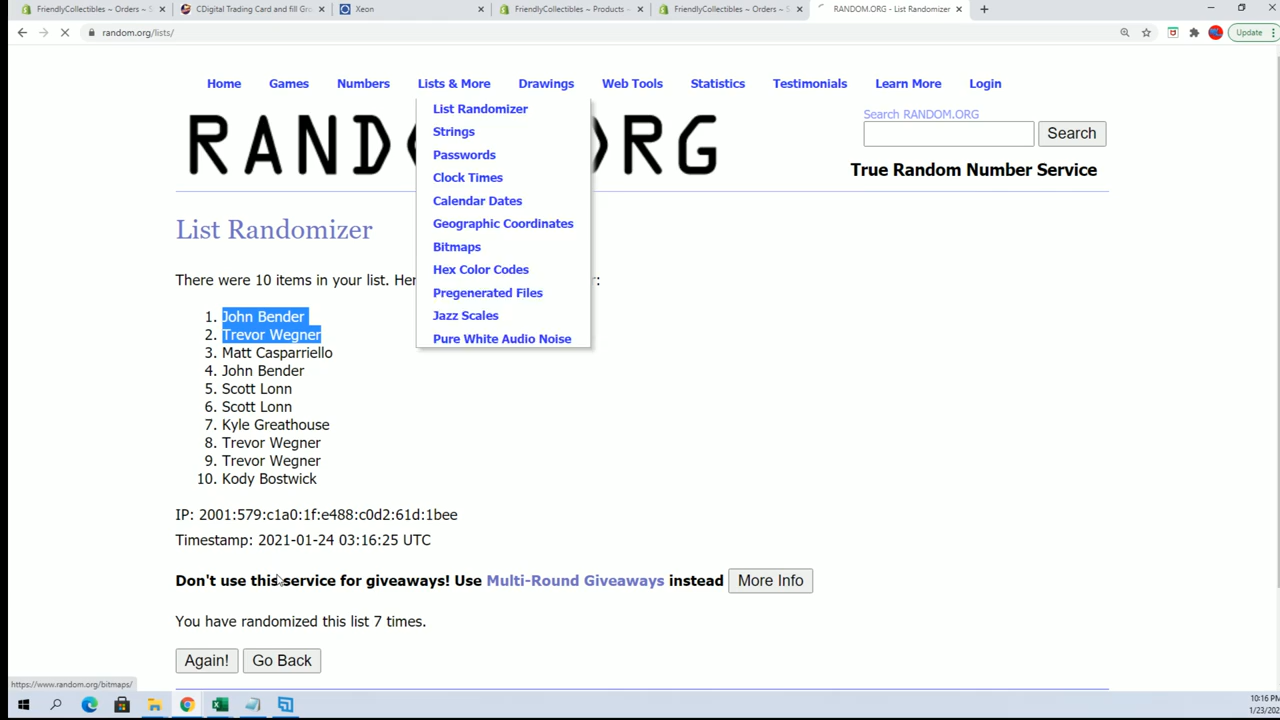 FriendlyCollectibles ~ Orders ~ S
CDigital Trading Card and fill Gr
Xeon
FriendlyCollectibles ~ Products ~
FriendlyCollectibles ~ Orders ~ S
RANDOM.ORG - List Randomizer
random.org/lists/
Update
Home Games Numbers Lists & More Drawings Web Tools Statistics Testimonials Learn More Login
List Randomizer
Strings
Passwords
Clock Times
Calendar Dates
Geographic Coordinates
Bitmaps
Hex Color Codes
Pregenerated Files
Jazz Scales
Pure White Audio Noise
RANDO RG
Search RANDOM.ORG
Search
True Random Number Service
List Randomizer
There were 10 items in your list. Her :
1. John Bender
2. Trevor Wegner
3. Matt Casparriello
4. John Bender
5. Scott Lonn
6. Scott Lonn
7. Kyle Greathouse
8. Trevor Wegner
9. Trevor Wegner
10. Kody Bostwick
IP: 2001:579:c1a0:1f:e488:c0d2:61d:1bee
Timestamp: 2021-01-24 03:16:25 UTC
Don't use this service for giveaways! Use Multi-Round Giveaways instead More Info
You have randomized this list 7 times.
Again! Go Back
https://www.random.org/bitmaps/
10:16 PM
1/23/202